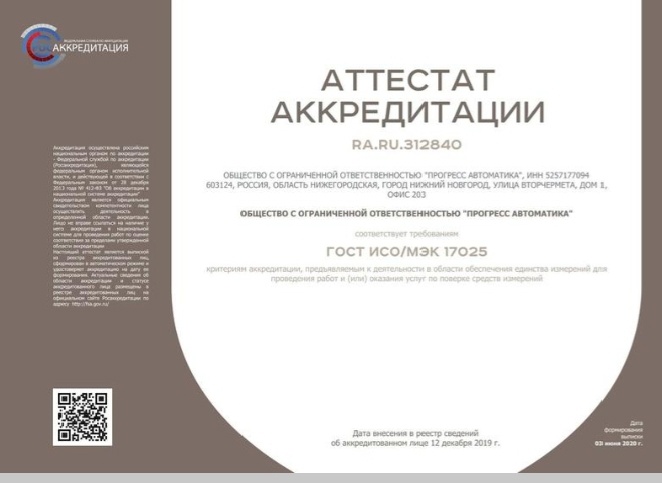 ФЕДЕРАЛЬНАЯ СЛУЖБА ПО АККРЕДИТАЦИИ
РОСАККРЕДИТАЦИЯ
АТТЕСТАТ
АККРЕДИТАЦИИ
RA.RU.312840
ОБЩЕСТВО С ОГРАНИЧЕННОЙ ОТВЕТСТВЕННОСТЬЮ "ПРОГРЕСС АВТОМАТИКА", ИНН 5257177094
603124, РОССИЯ, ОБЛАСТЬ НИЖЕГОРОДСКАЯ, ГОРОД НИЖНИЙ НОВГОРОД, УЛИЦА ВТОРЧЕРМЕТА, ДОМ 1,
ОФИС 203
ОБЩЕСТВО С ОГРАНИЧЕННОЙ ОТВЕТСТВЕННОСТЬЮ "ПРОГРЕСС АВТОМАТИКА"
соответствует требованиям
ГОСТ ИСО/МЭК 17025
критериям аккредитации, предъявляемым к деятельности в области обеспечения единства измерений для
проведения работ и (или) оказания услуг по поверке средств измерений
Аккредитация осуществлена российским
национальным органом по аккредитации
- Федеральной службой по аккредитации
(Росаккредитации), являющейся
федеральным органом исполнительной
власти, и действующей в соответствии с
Федеральным законом от 28 декабря
2013 года № 412-ФЗ "Об аккредитации в
национальной системе аккредитации"
Аккредитация является официальным
свидетельством компетентности лица
осуществлять деятельность в
определенной области аккредитации.
Лицо не вправе ссылаться на наличие у
него аккредитации в национальной
системе для проведения работ по оценке
соответствия за пределами утвержденной
области аккредитации
Настоящий аттестат является выпиской
из реестра аккредитованных лиц,
сформирован в автоматическом режиме и
удостоверяет аккредитацию на дату ее
формирования. Актуальные сведения об
области аккредитации и статусе
аккредитованного лица размещены в
реестре аккредитованных лиц на
официальном сайте Росаккредитации по
адресу http://fsa.gov.ru/
Дата внесения в реестр сведений
об аккредитованном лице 12 декабря 2019 г.
Дата
формирования
выписки
03 июня 2020 г.